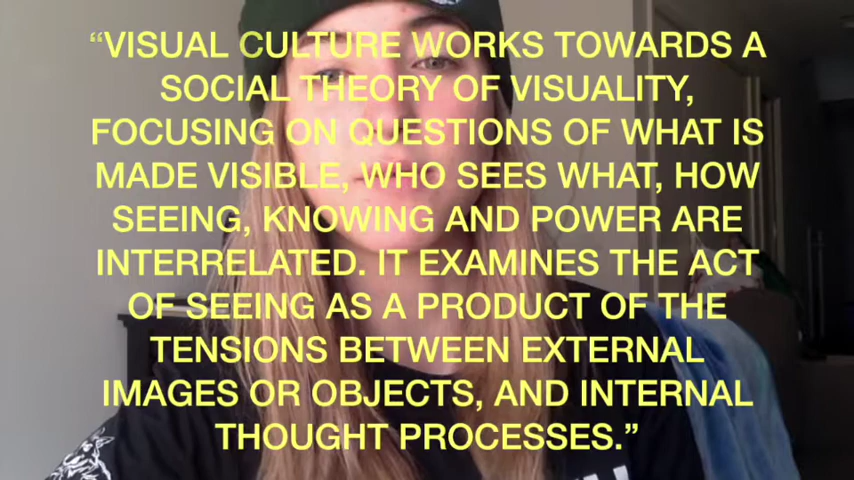 “VISUAL CULTURE WORKS TOWARDS A
SOCIAL THEORY OF VISUALITY,
FOCUSING ON QUESTIONS OF WHAT IS
MADE VISIBLE, WHO SEES WHAT, HOW
SEEING, KNOWING AND POWER ARE
INTERRELATED. IT EXAMINES THE ACT
OF SEEING AS A PRODUCT OF THE
TENSIONS BETWEEN EXTERNAL
IMAGES OR OBJECTS, AND INTERNAL
THOUGHT PROCESSES.”